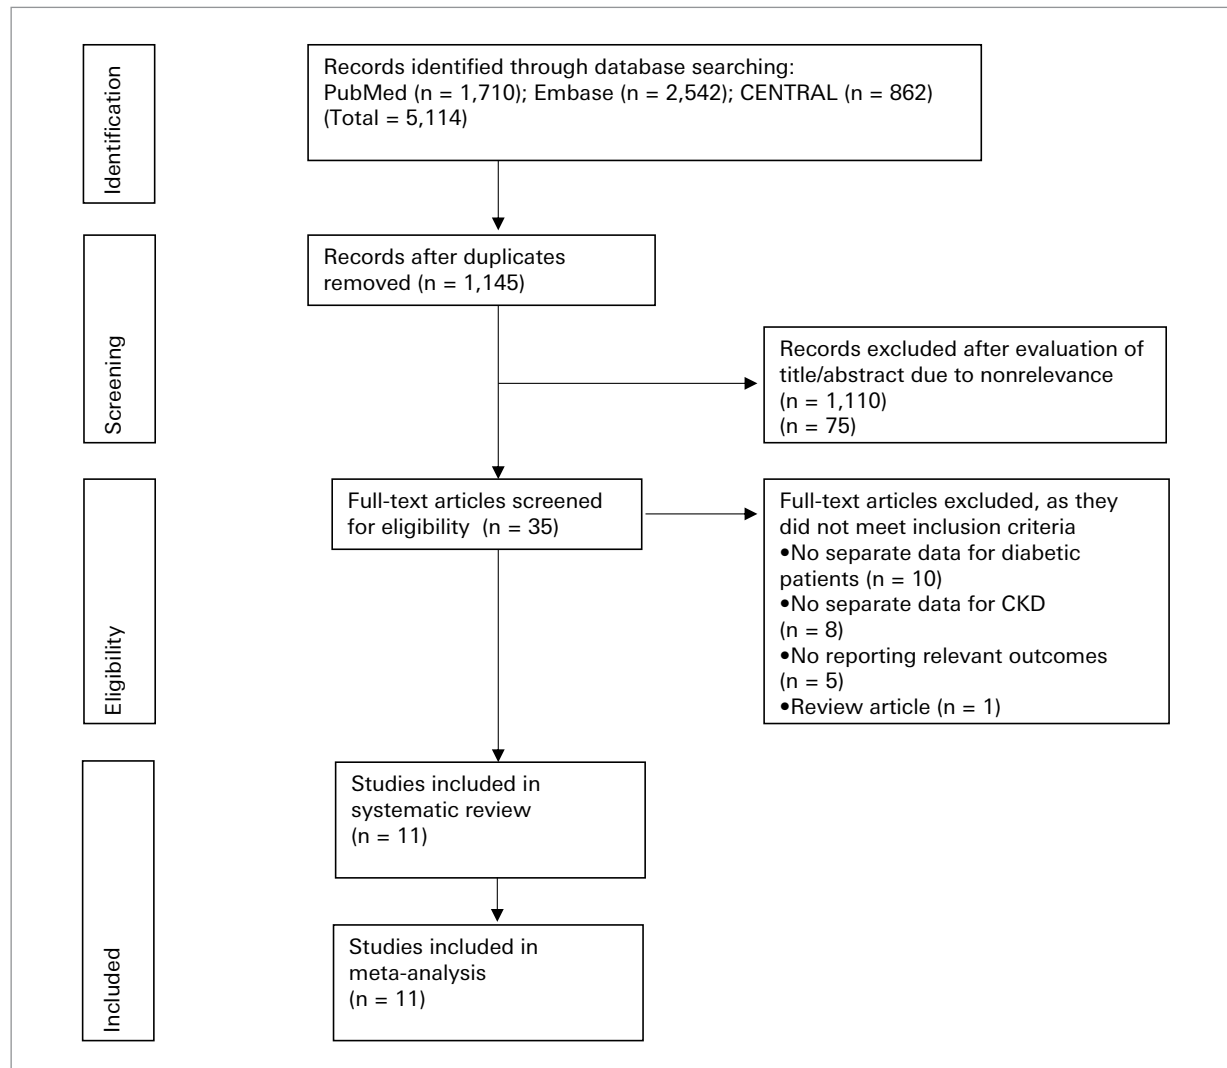 Identification
Records identified through database searching:
PubMed (n = 1,710); Embase (n = 2,542); CENTRAL (n = 862)
(Total = 5,114)
Screening
Records after duplicates
removed (n = 1,145)
Records excluded after evaluation of
title/abstract due to nonrelevance
(n = 1,110)
(n = 75)
Eligibility
Full-text articles screened
for eligibility (n = 35)
Full-text articles excluded, as they
did not meet inclusion criteria
•No separate data for diabetic
patients (n = 10)
•No separate data for CKD
(n = 8)
•No reporting relevant outcomes
(n = 5)
•Review article (n = 1)
Included
Studies included in
systematic review
(n = 11)
Studies included in
meta-analysis
(n = 11)